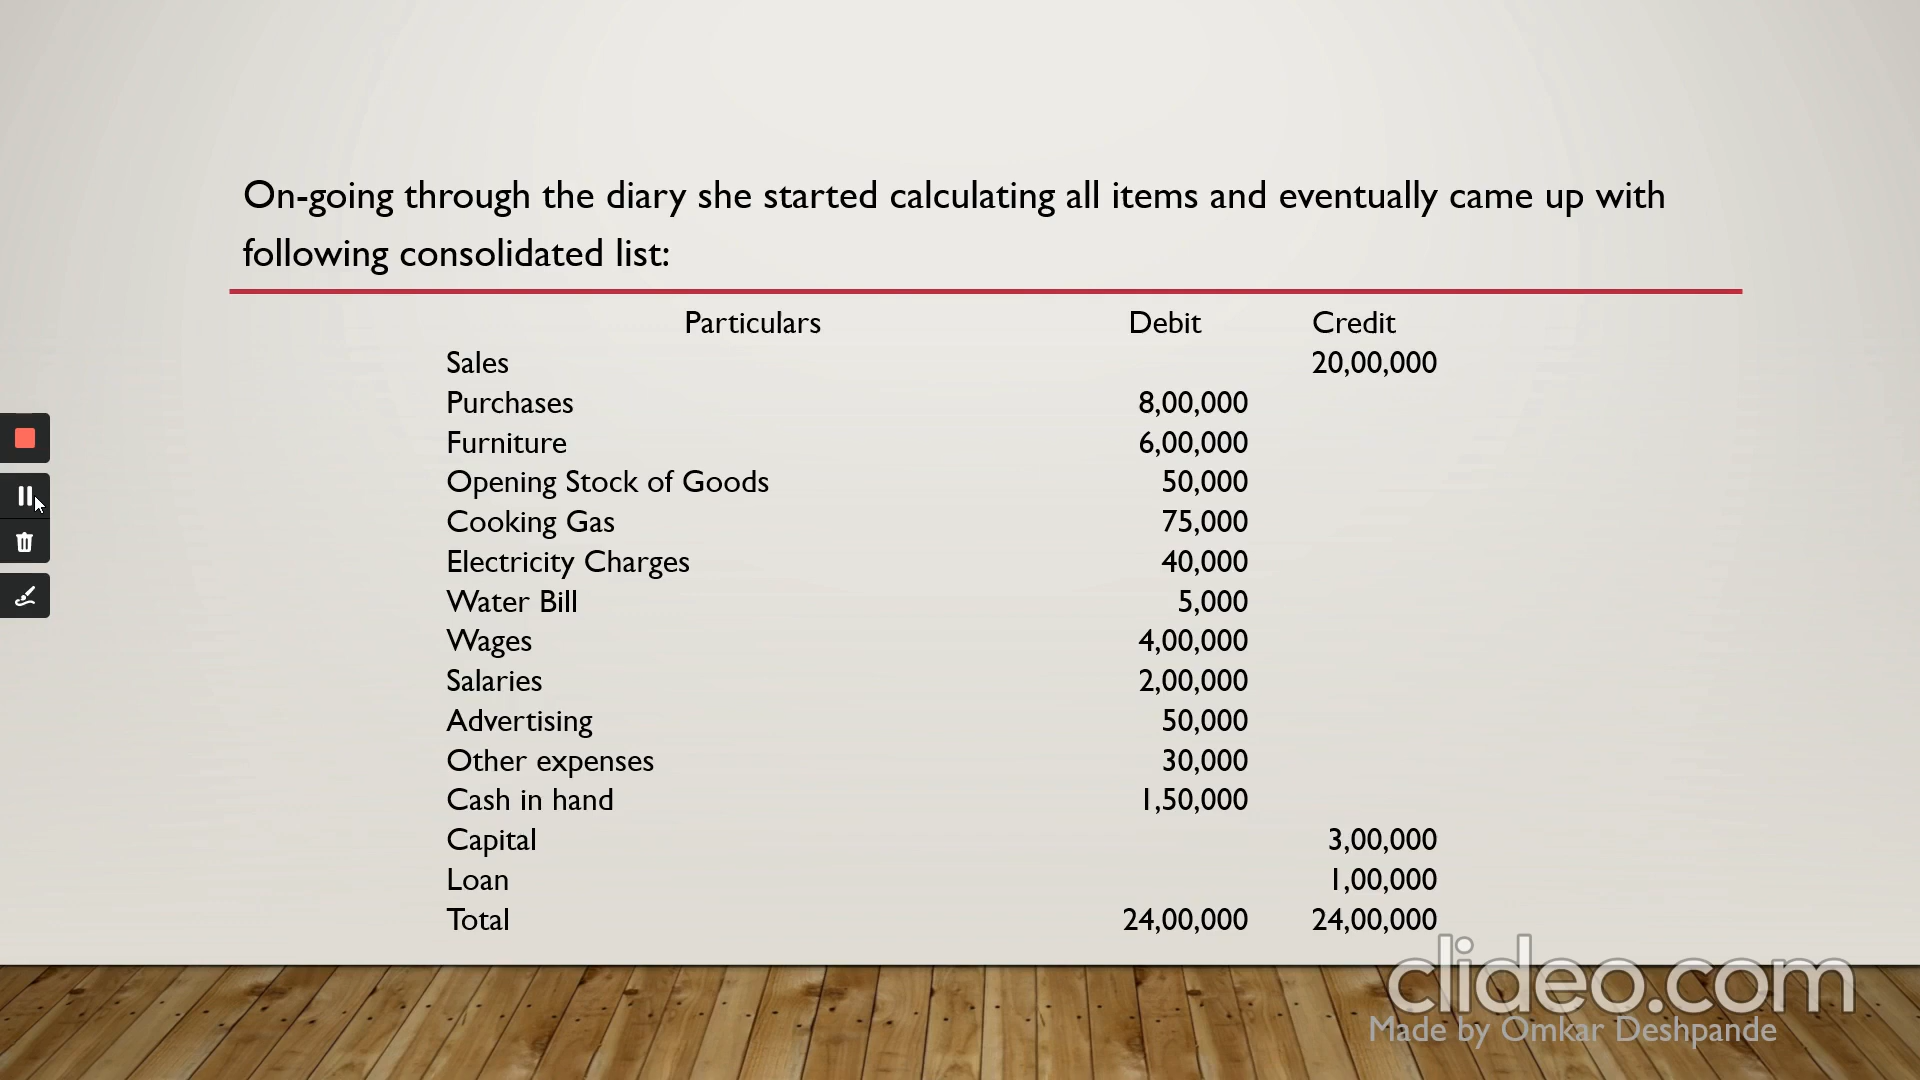 On-going through the diary she started calculating all items and eventually came up with
following consolidated list:
Particulars Debit Credit
Sales 20,00,000
Purchases 8,00,000
Furniture 6,00,000
Opening Stock of Goods 50,000
Cooking Gas 75,000
Electricity Charges 40,000
Water Bill 5,000
Wages 4,00,000
Salaries 2,00,000
Advertising 50,000
Other expenses 30,000
Cash in hand 1,50,000
Capital 3,00,000
Loan 1,00,000
Total 24,00,000 24,00,000
clideo.com
Made by Omkar Deshpande